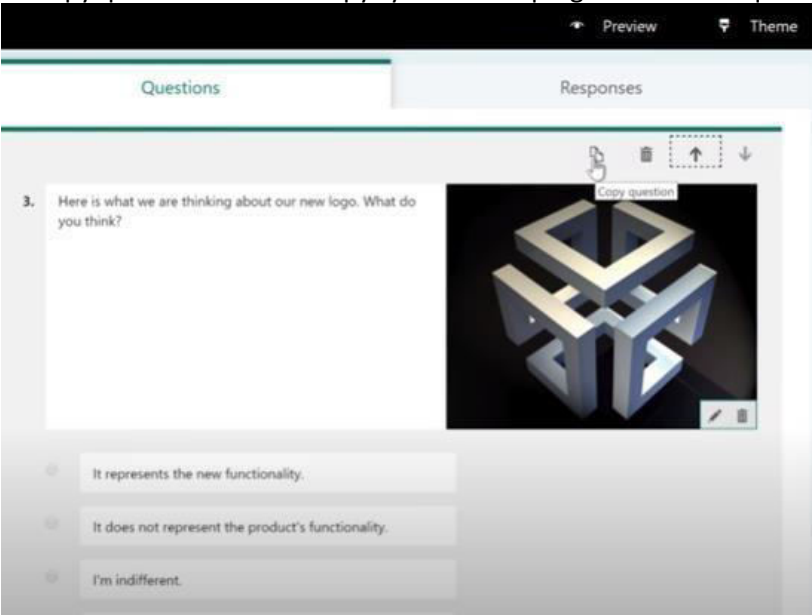 Preview Theme
Questions Responses
Copy question
3. Here is what we are thinking about our new logo. What do
you think?
It represents the new functionality.
It does not represent the product's functionality.
I'm indifferent.